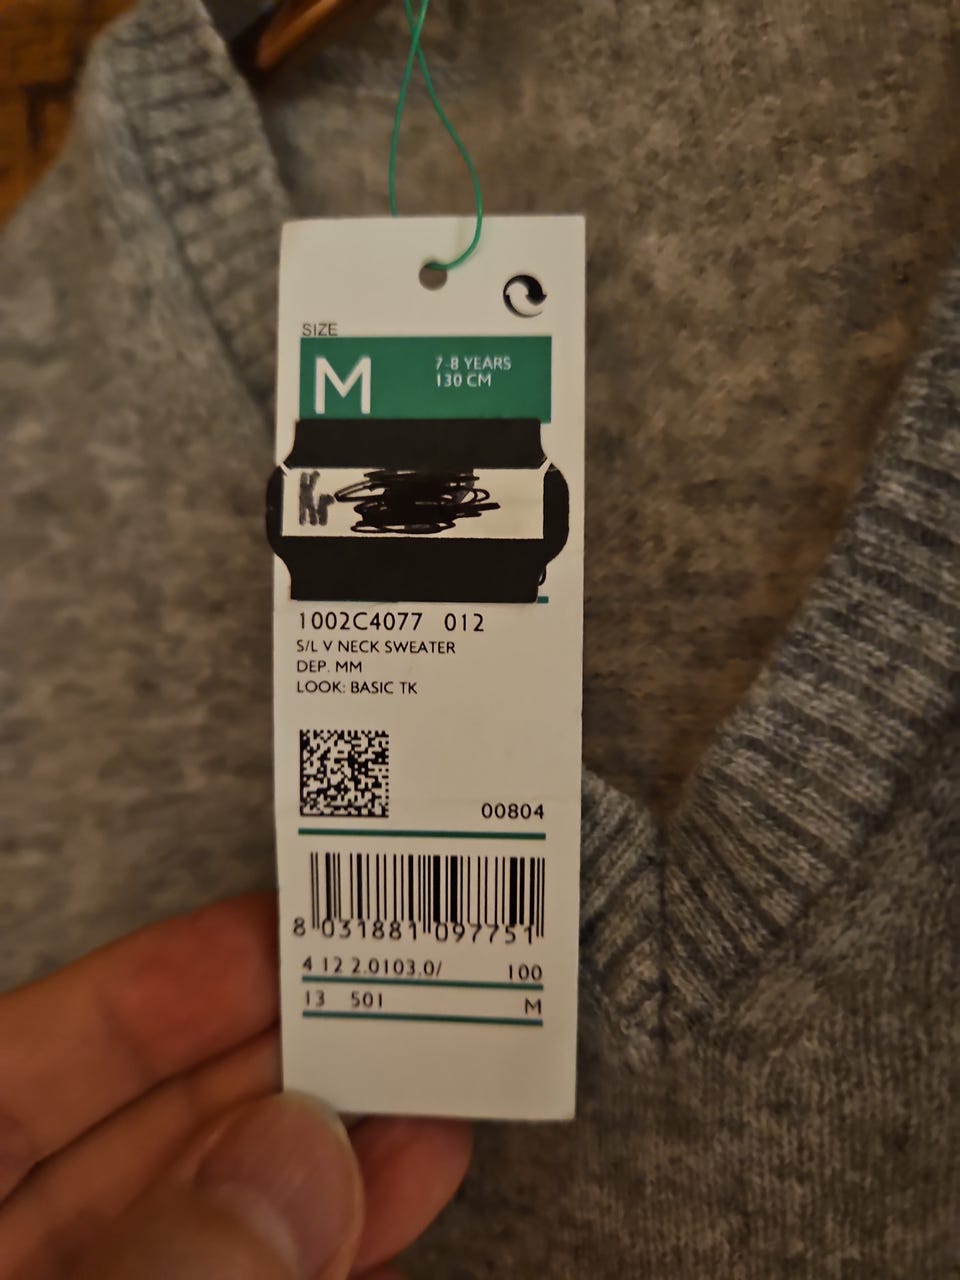 SIZE
M
7-8 YEARS
130 CM
Kr
1002C4077 012
S/L V NECK SWEATER
DEP. MM
LOOK: BASIC TK
00804
8 031881 097751
4 12 2.0103.0/ 100
13 501 M